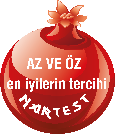 AZ VE ÖZ
en iyilerin tercihi
NARTEST